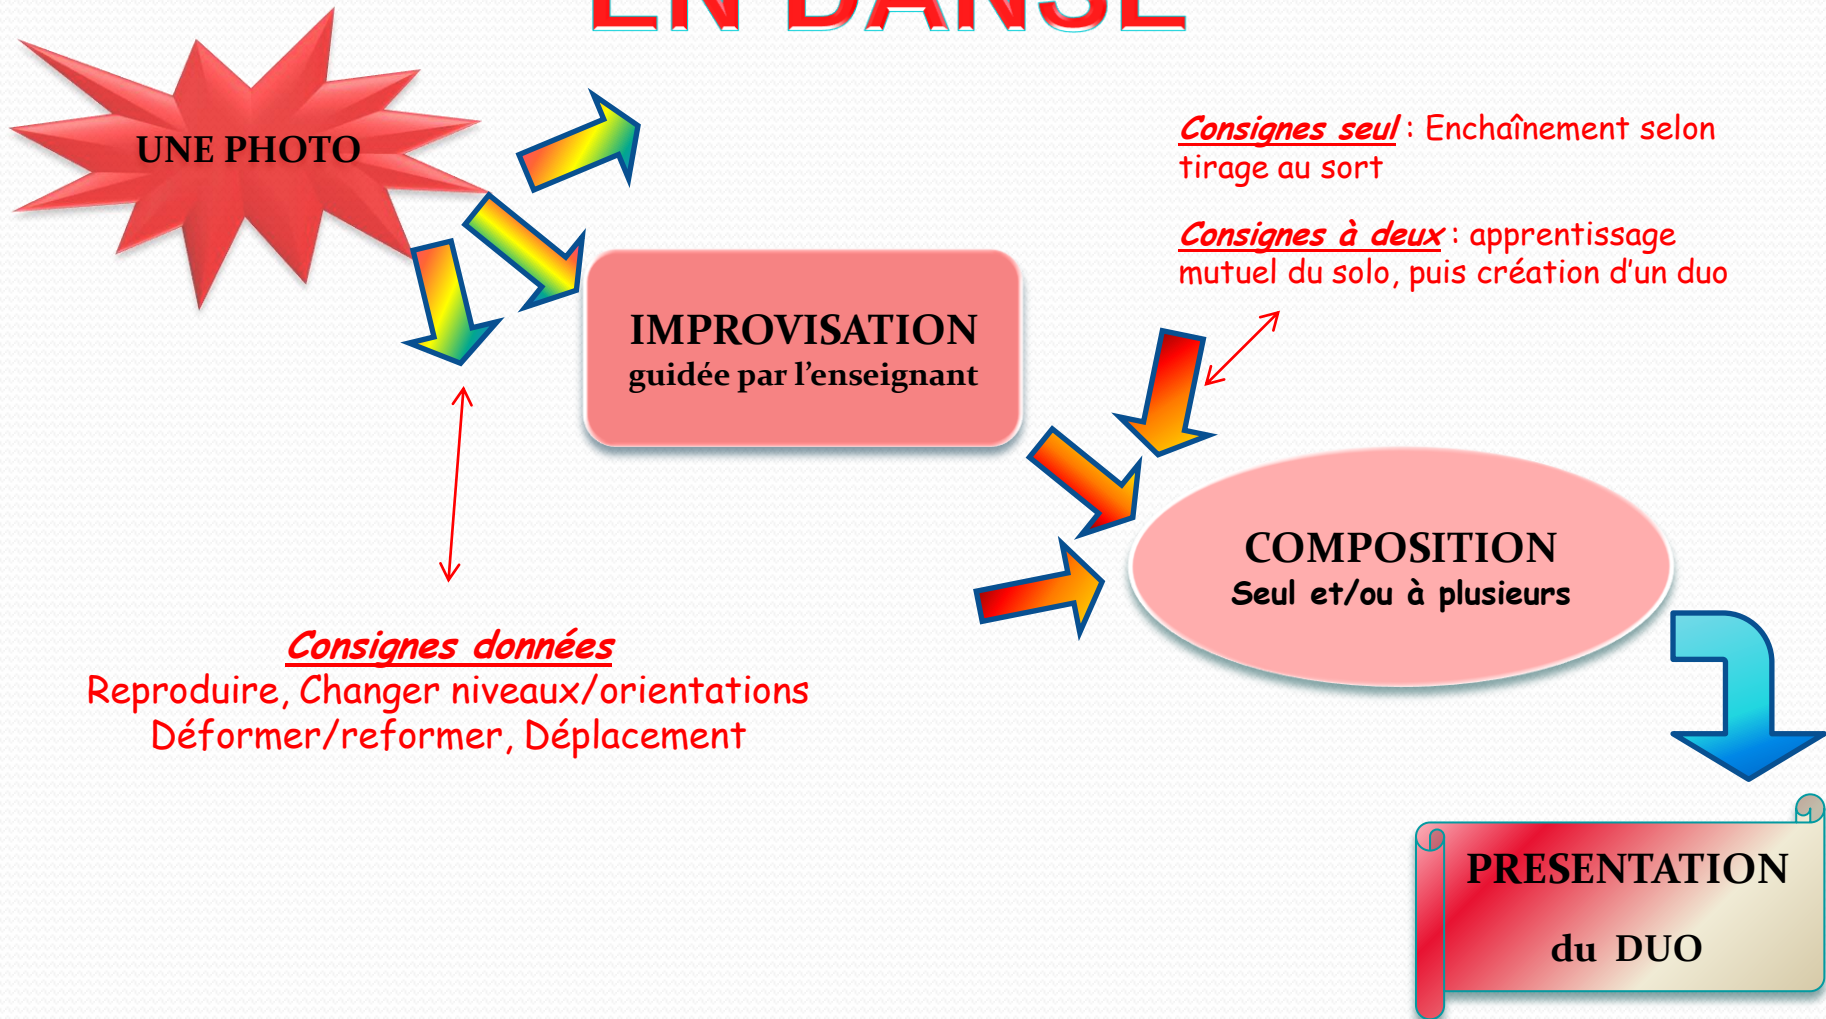 EN DANSE
UNE PHOTO
Consignes seul : Enchaînement selon
tirage au sort
Consignes à deux : apprentissage
mutuel du solo, puis création d’un duo
IMPROVISATION
guidée par l’enseignant
COMPOSITION
Seul et/ou à plusieurs
Consignes données
Reproduire, Changer niveaux/orientations
Déformer/reformer, Déplacement
PRESENTATION
du DUO